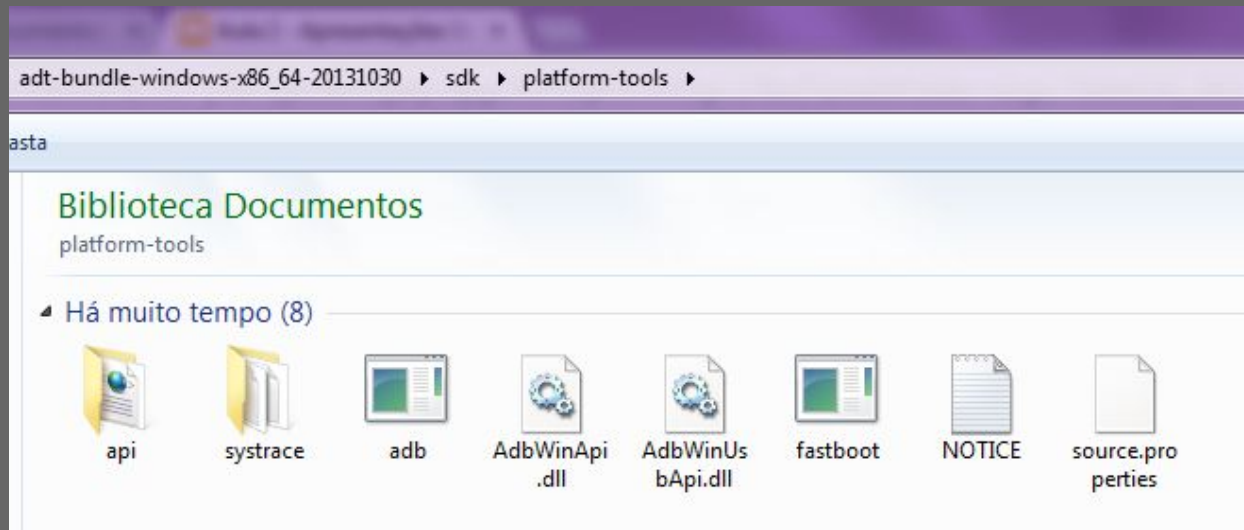 adt-bundle-windows-x86_64-20131030 ▸ sdk ▸ platform-tools ▸
asta
Biblioteca Documentos
platform-tools
Há muito tempo (8)
api
systrace
adb
AdbWinApi
.dll
AdbWinUs
bApi.dll
fastboot
NOTICE
source.pro
perties